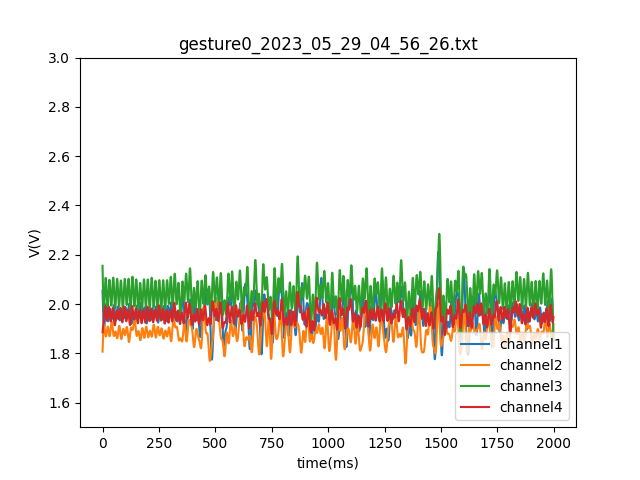 gesture0_2023_05_29_04_56_26.txt
3.0
2.8
2.6
2.4
2.2
2.0
1.8
1.6
V(V)
channel1
channel2
channel3
channel4
0 250 500 750 1000 1250 1500 1750 2000
time(ms)